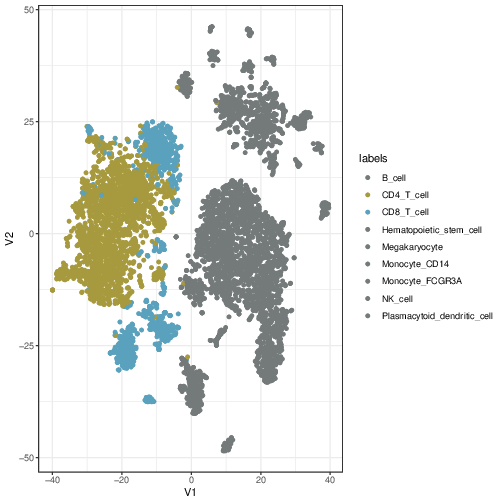 50
25
0
−25
−50
V2
−40
−20
0
20
40
V1
labels
B_cell
CD4_T_cell
CD8_T_cell
Hematopoietic_stem_cell
Megakaryocyte
Monocyte_CD14
Monocyte_FCGR3A
NK_cell
Plasmacytoid_dendritic_cell